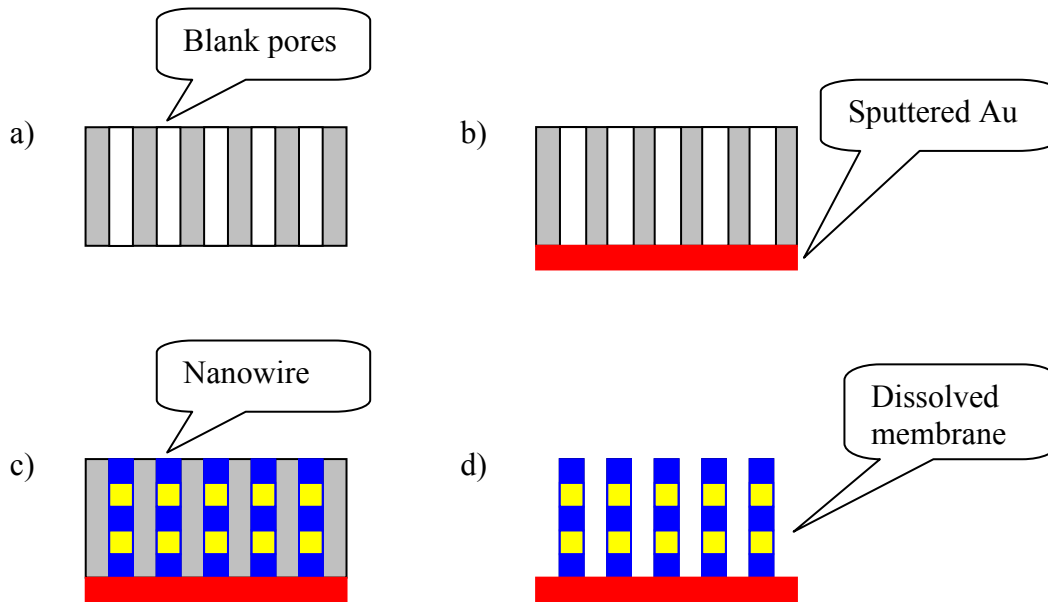 Blank pores
a)
b)
Sputtered Au
Nanowire
c)
d)
Dissolved
membrane